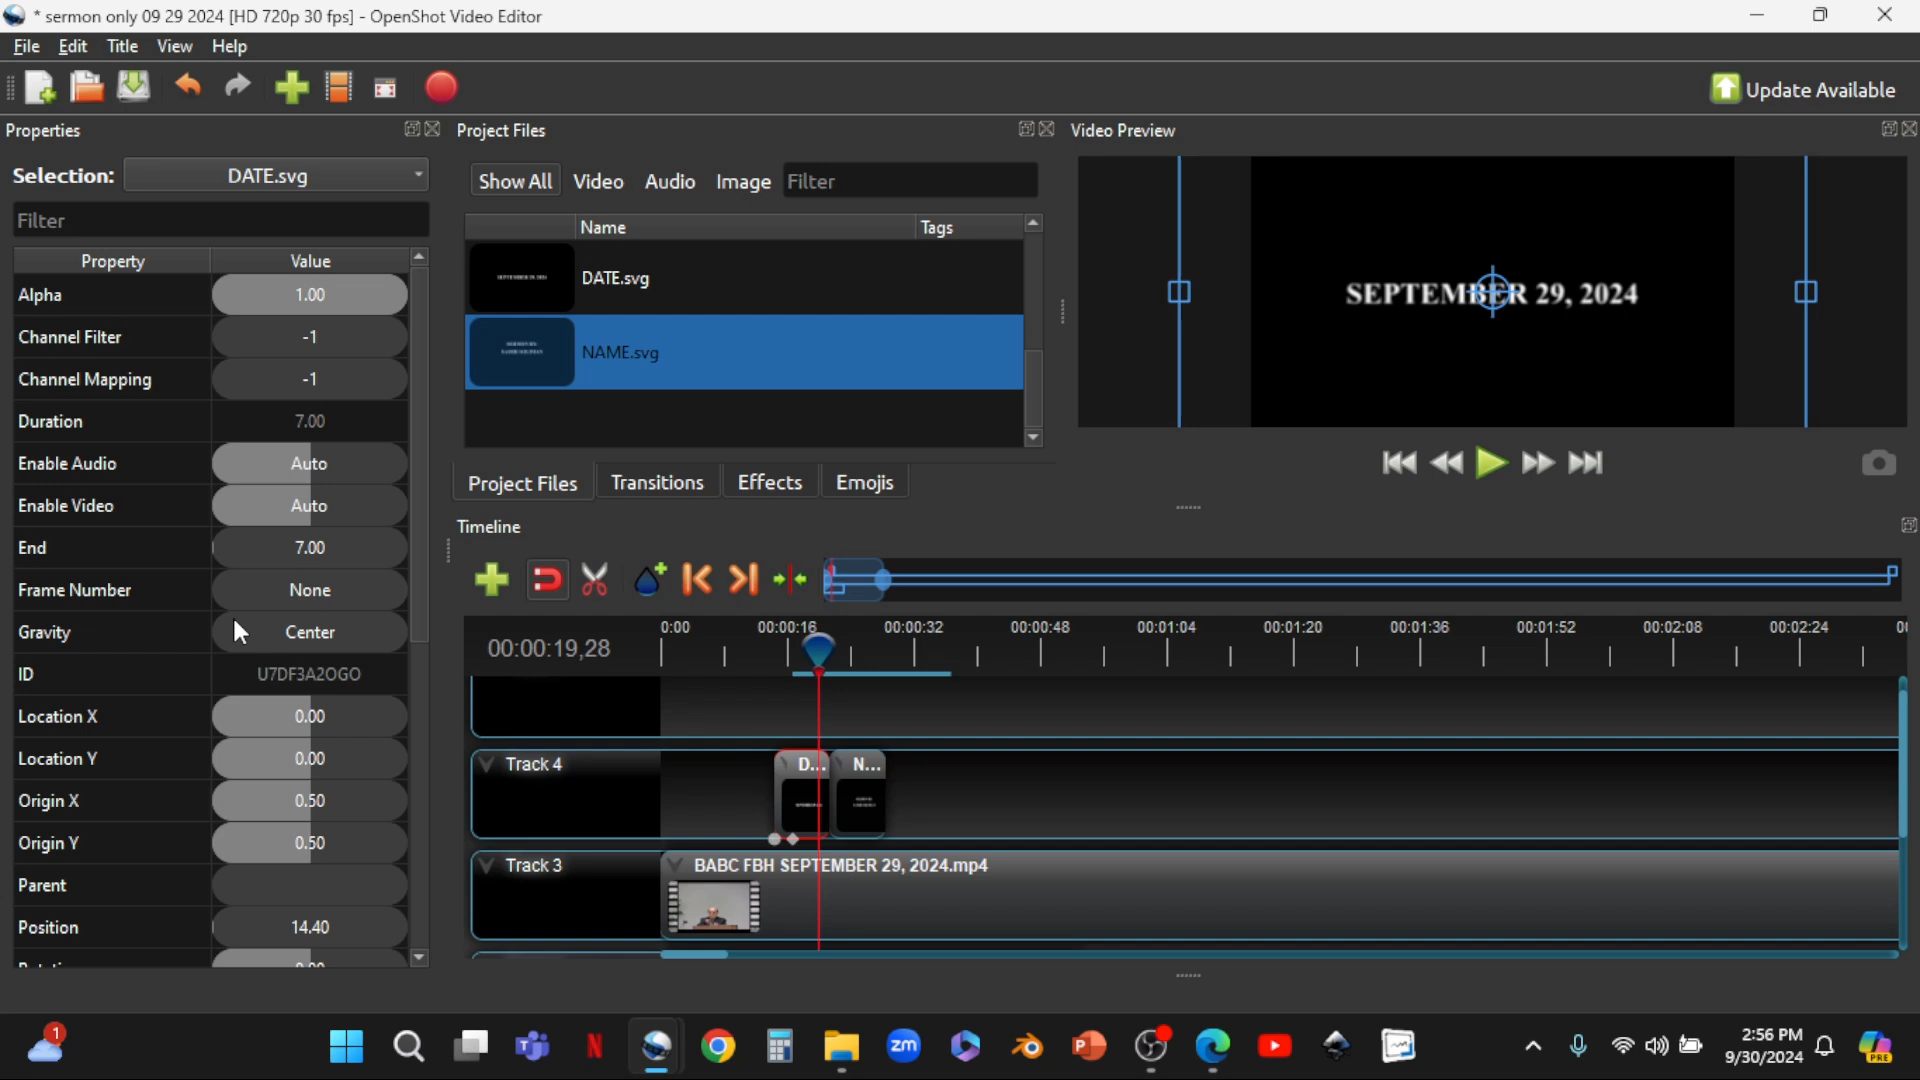 * sermon only 09 29 2024 [HD 720p 30 fps] - OpenShot Video Editor
File Edit Title View Help
Update Available
Properties
Selection: DATE.svg
Filter
Property Value
Alpha 1.00
Channel Filter -1
Channel Mapping -1
Duration 7.00
Enable Audio Auto
Enable Video Auto
End 7.00
Frame Number None
Gravity Center
ID U7DF3A2OGO
Location X 0.00
Location Y 0.00
Origin X 0.50
Origin Y 0.50
Parent
Position 14.40
Project Files
Show All Video Audio Image Filter
Name Tags
DATE.svg
NAME.svg
Project Files Transitions Effects Emojis
Video Preview
SEPTEMBER 29, 2024
Timeline
00:00:19,28
0:00 00:00:16 00:00:32 00:00:48 00:01:04 00:01:20 00:01:36 00:01:52 00:02:08 00:02:24
Track 4 D... N...
Track 3 BABC FBH SEPTEMBER 29, 2024.mp4
1
zm
PRE
2:56 PM
9/30/2024